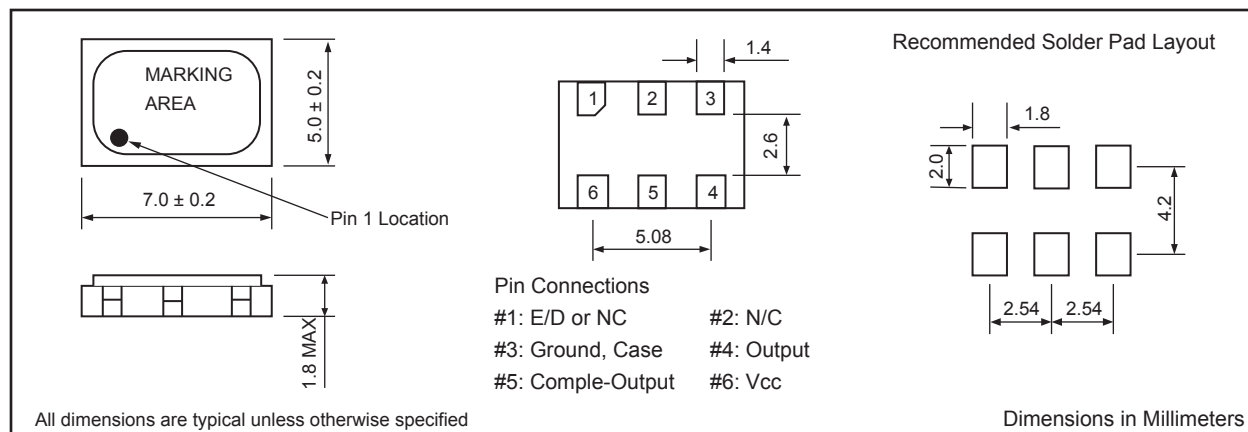 MARKING
AREA
5.0 ± 0.2
7.0 ± 0.2
Pin 1 Location
1.8 MAX
All dimensions are typical unless otherwise specified
1.4
1
2
3
2.6
6
5
4
5.08
Pin Connections
#1: E/D or NC #2: N/C
#3: Ground, Case #4: Output
#5: Comple-Output #6: Vcc
Recommended Solder Pad Layout
1.8
2.0
4.2
2.54 2.54
Dimensions in Millimeters